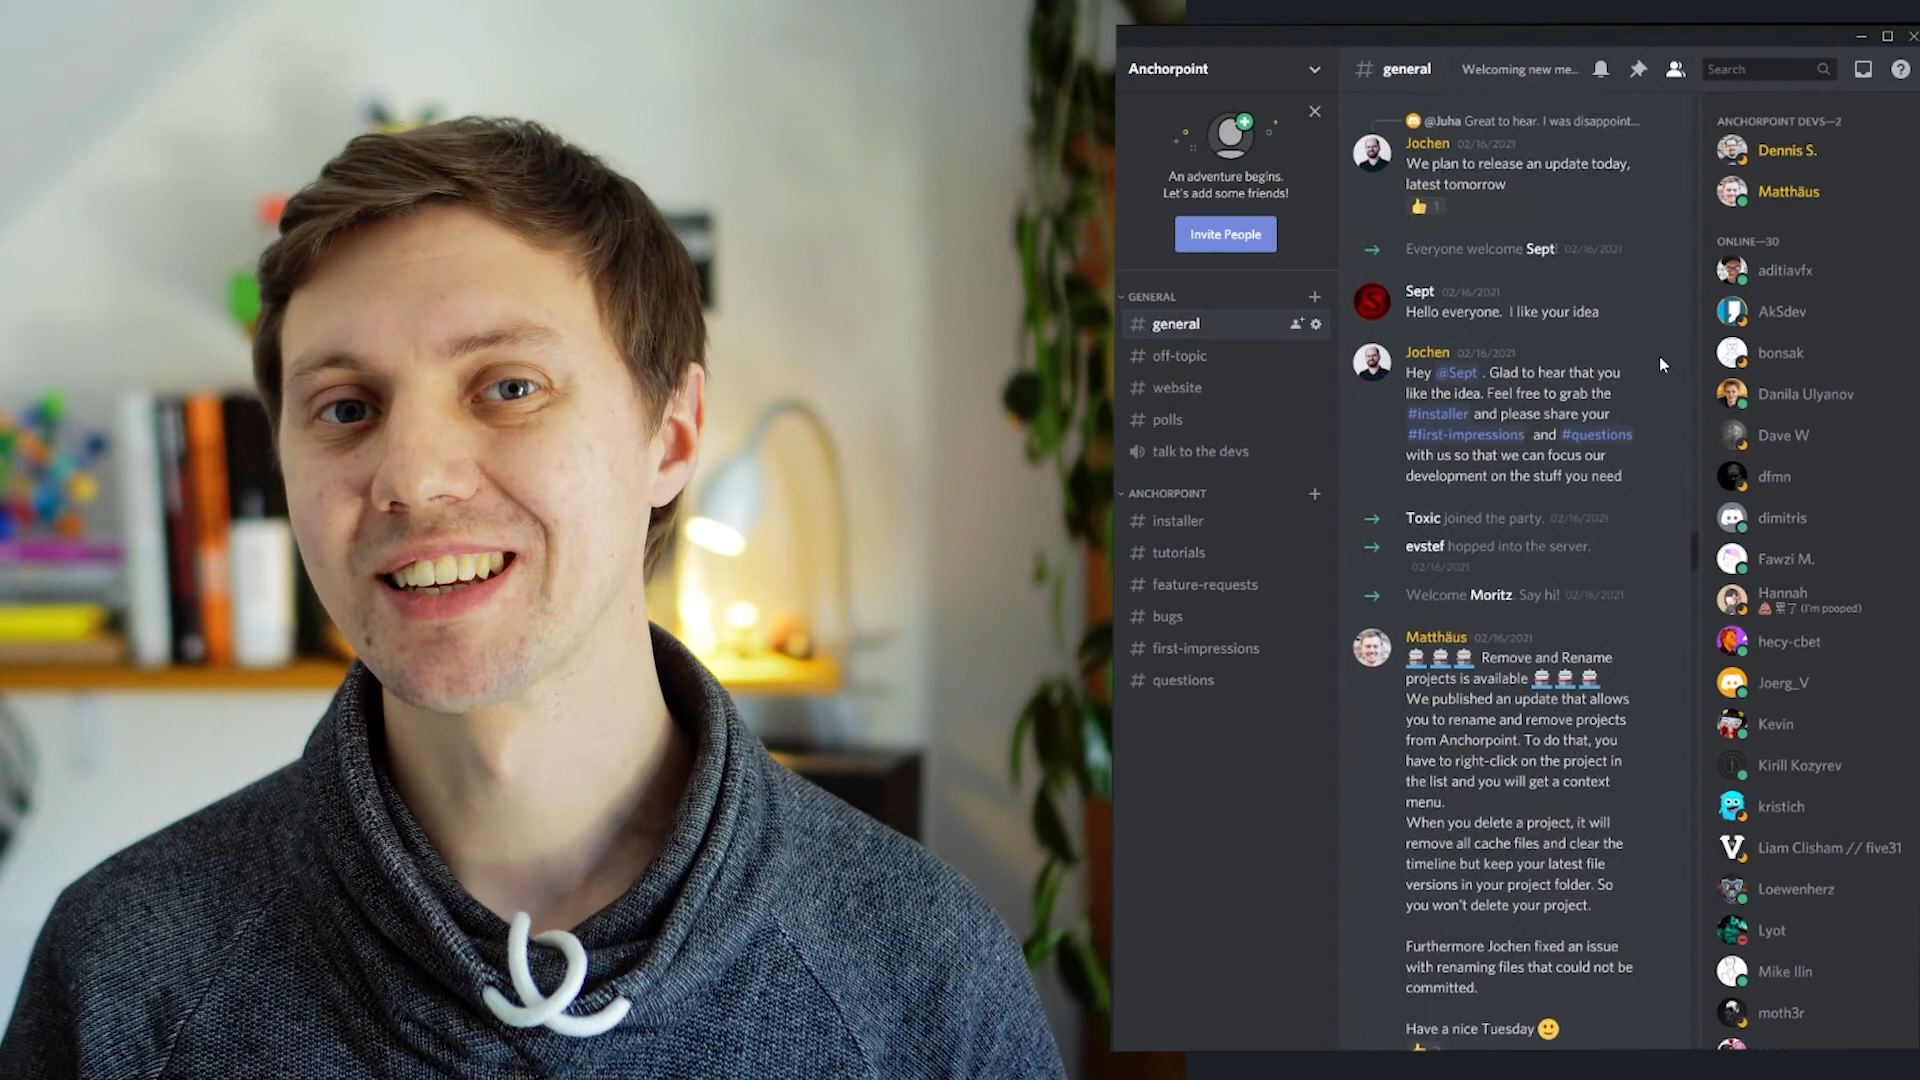 Anchorpoint
An adventure begins.
Let's add some friends!
Invite People
GENERAL
general
off-topic
website
polls
talk to the devs
ANCHORPOINT
installer
tutorials
feature-requests
bugs
first-impressions
questions
# general
Welcoming new me...
Search
@Juha Great to hear. I was disappoint...
Jochen 02/16/2021
We plan to release an update today,
latest tomorrow
1
Everyone welcome Sept! 02/16/2021
Sept 02/16/2021
Hello everyone. I like your idea
Jochen 02/16/2021
Hey @Sept . Glad to hear that you
like the idea. Feel free to grab the
#installer and please share your
#first-impressions and #questions
with us so that we can focus our
development on the stuff you need
Toxic joined the party. 02/16/2021
evstef hopped into the server.
02/16/2021
Welcome Moritz. Say hi! 02/16/2021
Matthäus 02/16/2021
🚢 🚢 🚢 Remove and Rename
projects is available 🚢 🚢 🚢
We published an update that allows
you to rename and remove projects
from Anchorpoint. To do that, you
have to right-click on the project in
the list and you will get a context
menu.
When you delete a project, it will
remove all cache files and clear the
timeline but keep your latest file
versions in your project folder. So
you won't delete your project.
Furthermore Jochen fixed an issue
with renaming files that could not be
committed.
Have a nice Tuesday 🙂
ANCHORPOINT DEVS—2
Dennis S.
Matthäus
ONLINE—30
aditiavfx
AkSdev
bonsak
Danila Ulyanov
Dave W
dfmn
dimitris
Fawzi M.
Hannah
(I'm pooped)
hecy-cbet
Joerg_V
Kevin
Kirill Kozyrev
kristich
Liam Clisham // five31
Loewenherz
Lyot
Mike Ilin
moth3r